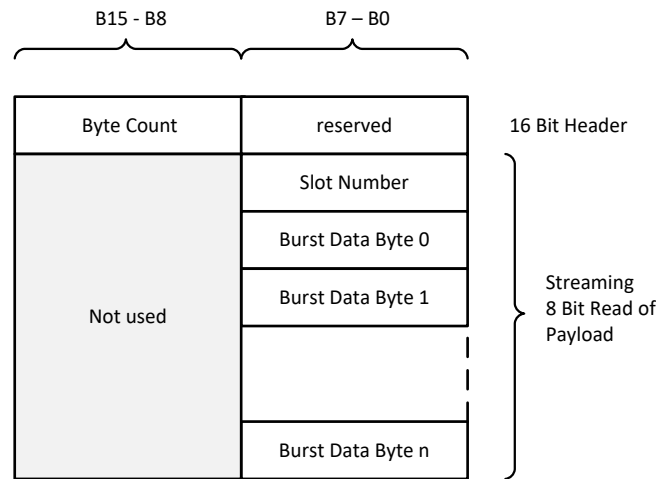 B15 - B8
B7 – B0
Byte Count
reserved
16 Bit Header
Slot Number
Burst Data Byte 0
Burst Data Byte 1
Not used
Streaming
8 Bit Read of
Payload
Burst Data Byte n